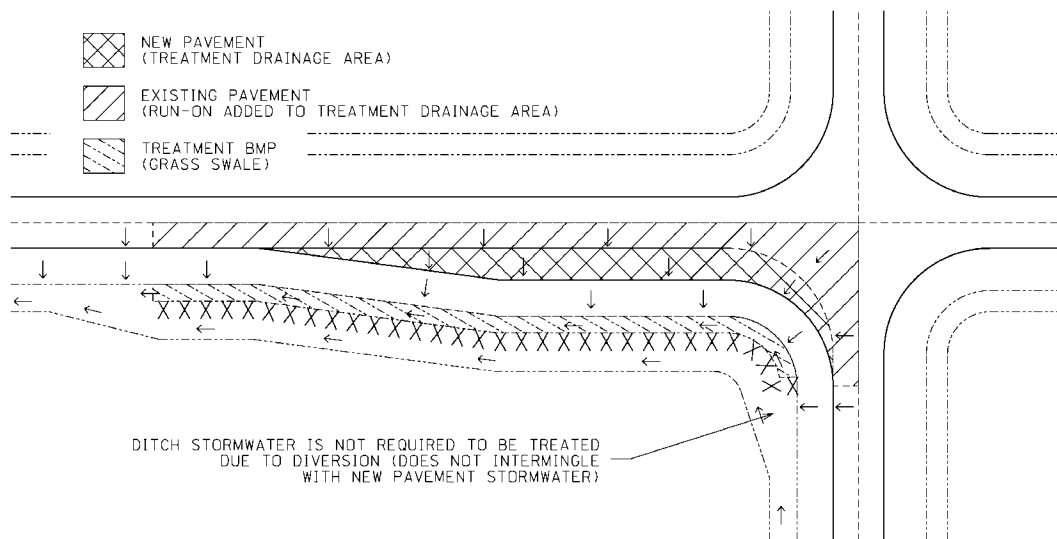 NEW PAVEMENT
(TREATMENT DRAINAGE AREA)
EXISTING PAVEMENT
(RUN-ON ADDED TO TREATMENT DRAINAGE AREA)
TREATMENT BMP
(GRASS SWALE)
DITCH STORMWATER IS NOT REQUIRED TO BE TREATED
DUE TO DIVERSION (DOES NOT INTERMINGLE
WITH NEW PAVEMENT STORMWATER)